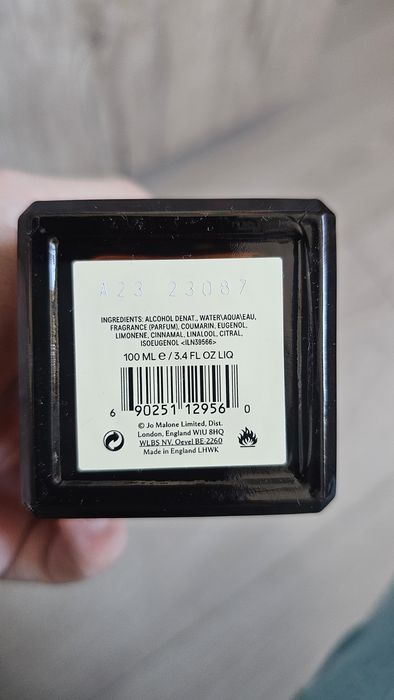 A23 23087
INGREDIENTS: ALCOHOL DENAT., WATER\AQUA\EAU,
FRAGRANCE (PARFUM), COUMARIN, EUGENOL,
LIMONENE, CINNAMAL, LINALOOL, CITRAL,
ISOEUGENOL <ILN39566>
100 ML e / 3.4 FL OZ LIQ
6 90251 12956 0
© Jo Malone Limited, Dist.
London, England W1U 8HQ
WLBS NV. Oevel BE-2260
Made in England LHWK